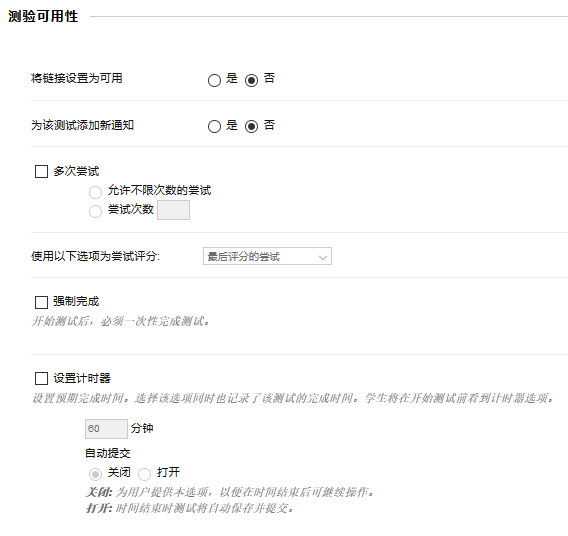 测验可用性
将链接设置为可用 是 否
为该测试添加新通知 是 否
多次尝试
允许不限次数的尝试
尝试次数
使用以下选项为尝试评分: 最后评分的尝试
强制完成
开始测试后，必须一次性完成测试。
设置计时器
设置预期完成时间。选择该选项同时也记录了该测试的完成时间。学生将在开始测试前看到计时器选项。
60 分钟
自动提交
关闭 打开
关闭: 为用户提供本选项，以便在时间结束后可继续操作。
打开: 时间结束时测试将自动保存并提交。